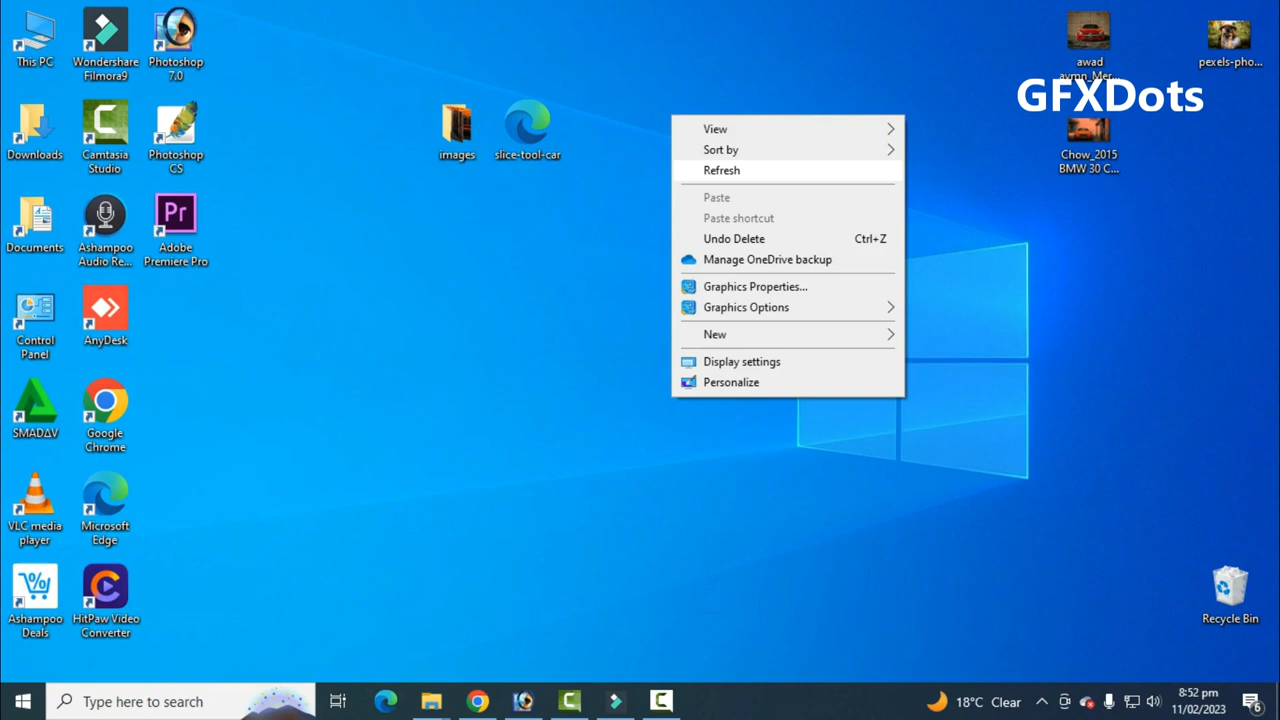 This PC
Wondershare
Filmora9
Photoshop
7.0
Downloads
Camtasia
Studio
Photoshop
CS
Documents
Ashampoo
Audio Re...
Pr
Adobe
Premiere Pro
Control
Panel
AnyDesk
SMADΔV
Google
Chrome
VLC media
player
Microsoft
Edge
Ashampoo
Deals
HitPaw Video
Converter
images
slice-tool-car
View
Sort by
Refresh
Paste
Paste shortcut
Undo Delete Ctrl+Z
Manage OneDrive backup
Graphics Properties...
Graphics Options
New
Display settings
Personalize
awad
aymn_Mer...
pexels-pho...
GFXDots
Chow_2015
BMW 30 C...
Recycle Bin
Type here to search
18°C Clear
8:52 pm
11/02/2023
6